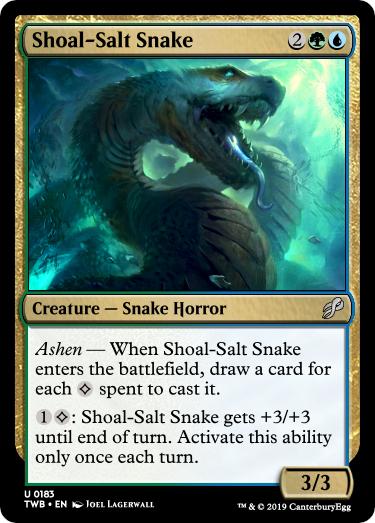 Shoal-Salt Snake 2
Creature — Snake Horror
Ashen — When Shoal-Salt Snake
enters the battlefield, draw a card for
each spent to cast it.
1 : Shoal-Salt Snake gets +3/+3
until end of turn. Activate this ability
only once each turn.
3/3
U 0183
TWB • EN Joel Lagerwall
™ & © 2019 CanterburyEgg